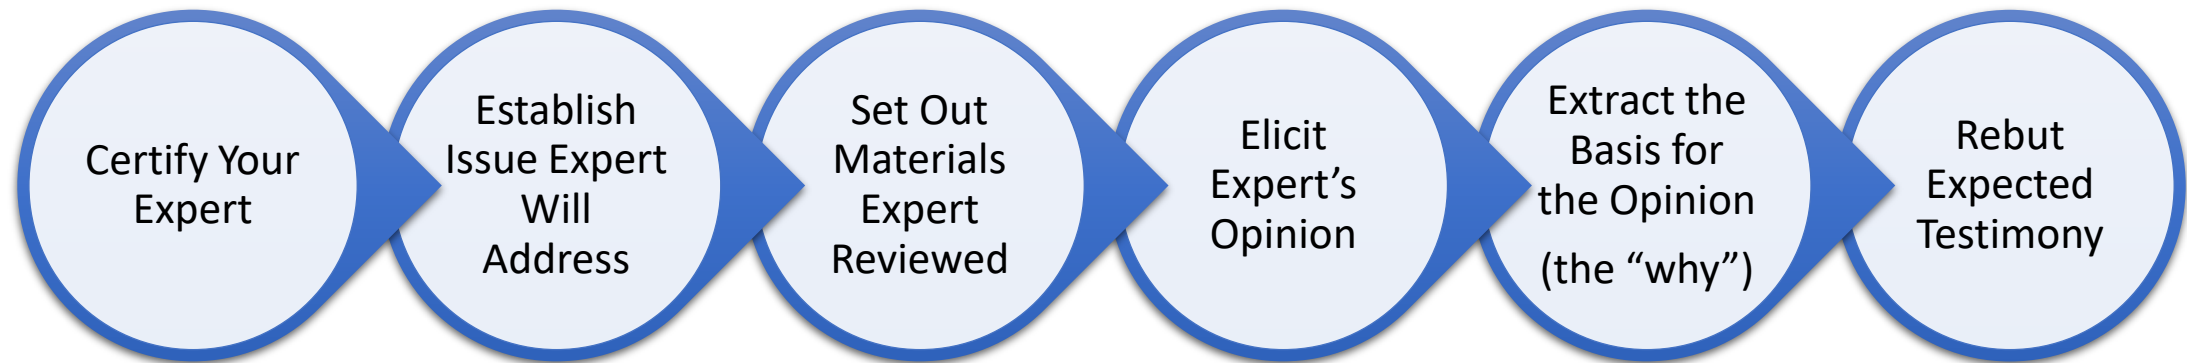 Certify Your
Expert
Establish
Issue Expert
Will
Address
Set Out
Materials
Expert
Reviewed
Elicit
Expert’s
Opinion
Extract the
Basis for
the Opinion
(the “why”)
Rebut
Expected
Testimony